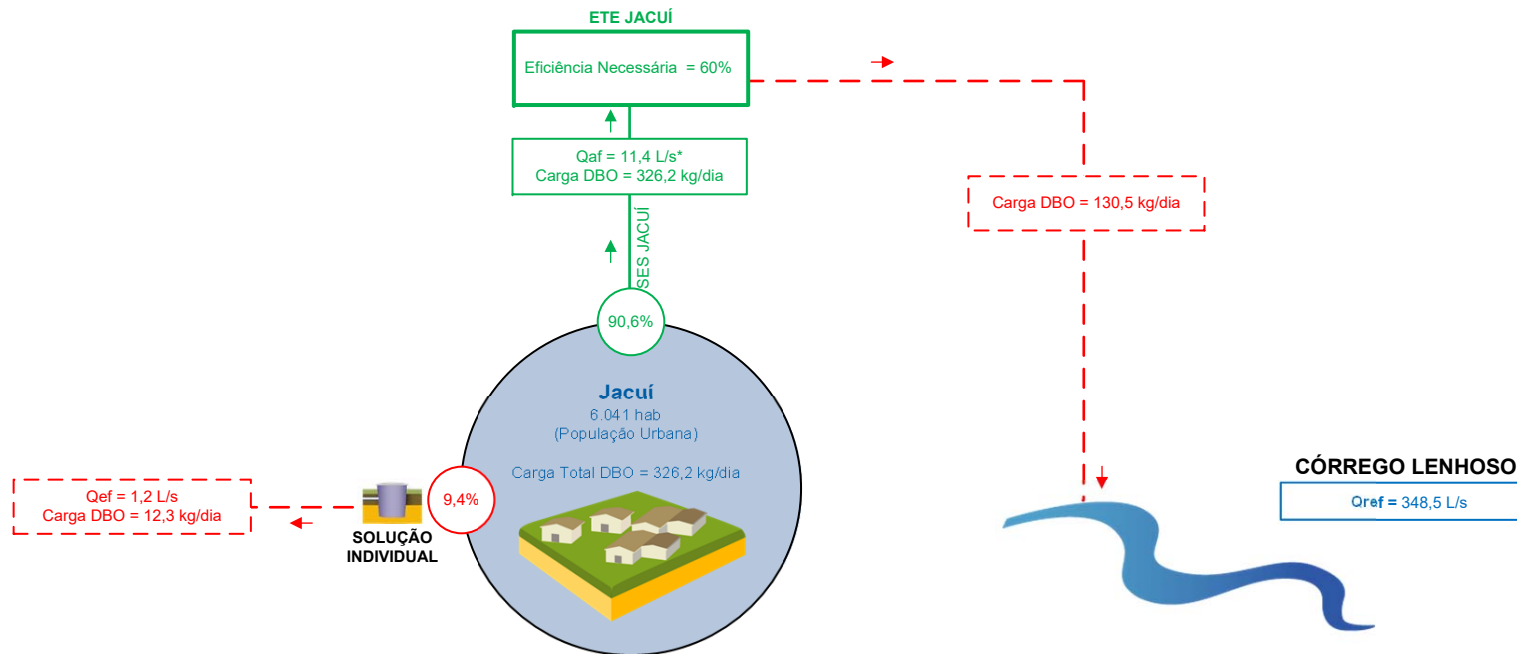 ETE JACUÍ
Eficiência Necessária = 60%
Qaf = 11,4 L/s*
Carga DBO = 326,2 kg/dia
Carga DBO = 130,5 kg/dia
SES JACUÍ
90,6%
Jacuí
6.041 hab
(População Urbana)
Carga Total DBO = 326,2 kg/dia
9,4%
SOLUÇÃO
INDIVIDUAL
Qef = 1,2 L/s
Carga DBO = 12,3 kg/dia
CÓRREGO LENHOSO
Qref = 348,5 L/s